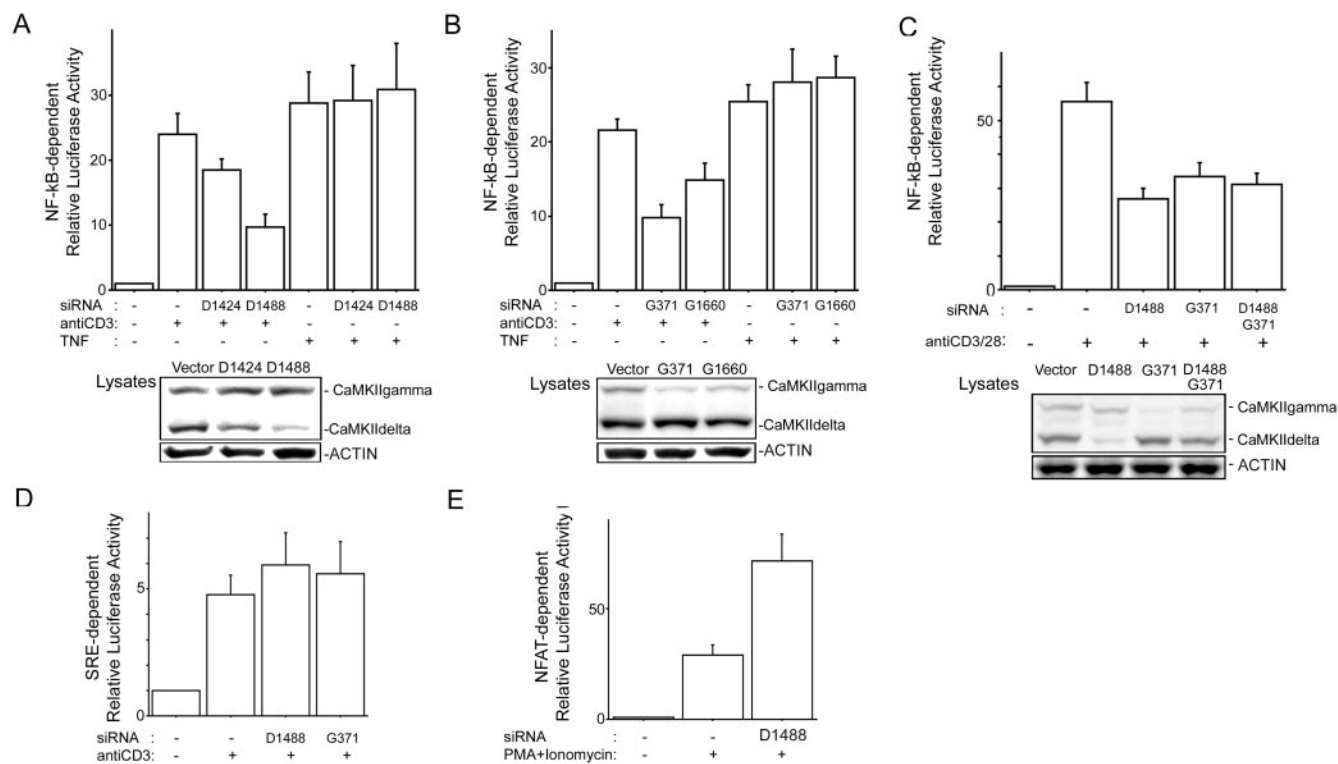 A
NF-kB-dependent
Relative Luciferase Activity
30
20
10
0
siRNA : - - D1424 D1488 - D1424 D1488
antiCD3: - + + + - - -
TNF : - - - - + + +
Lysates
Vector D1424 D1488
- CaMKIIgamma
-CaMKIIdelta
-ACTIN
B
NF-kB-dependent
Relative Luciferase Activity
30
20
10
0
siRNA : - - G371 G1660 - G371 G1660
antiCD3: - + + + - - -
TNF : - - - - + + +
Lysates
Vector G371 G1660
- CaMKIIgamma
-CaMKIIdelta
-ACTIN
C
NF-kB-dependent
Relative Luciferase Activity
50
0
siRNA : - - D1488 G371 D1488
G371
antiCD3/28: - + + + +
Lysates
Vector D1488 G371 D1488
G371
- CaMKIIgamma
- CaMKIIdelta
- ACTIN
D
SRE-dependent
Relative Luciferase Activity
5
0
siRNA : - - D1488 G371
antiCD3: - + + +
E
NFAT-dependent
Relative Luciferase Activity
50
0
siRNA : - - D1488
PMA+Ionomycin: - + +